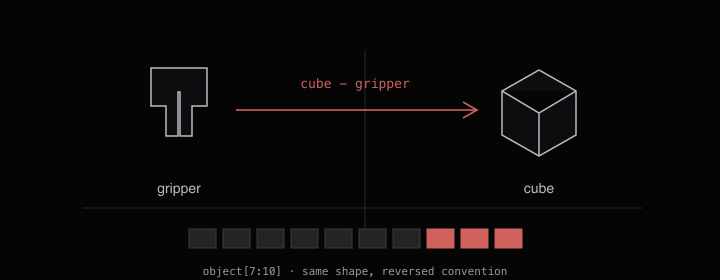 cube − gripper
gripper
cube
object[7:10] · same shape, reversed convention